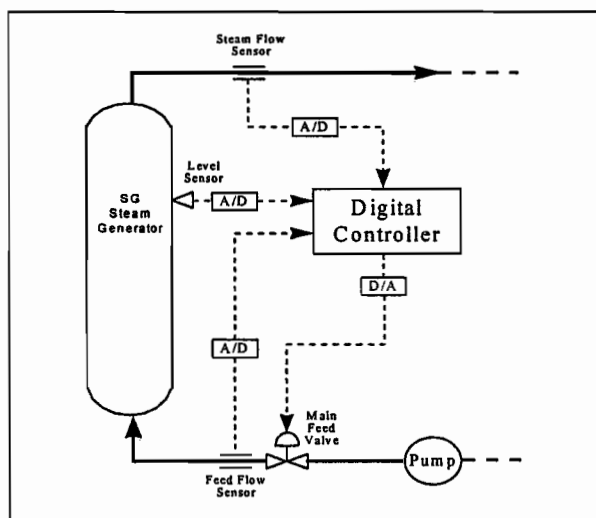 Steam Flow
Sensor
A/D
Level
Sensor
A/D
SG
Steam
Generator
Digital
Controller
D/A
A/D
Main
Feed
Valve
Pump
Feed Flow
Sensor